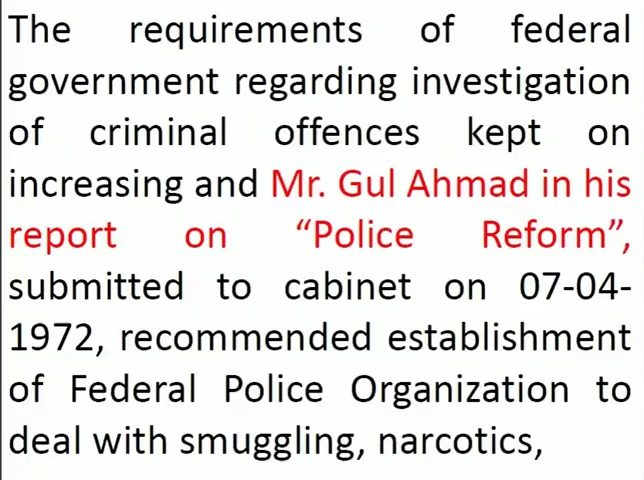 The requirements of federal
government regarding investigation
of criminal offences kept on
increasing and Mr. Gul Ahmad in his
report on “Police Reform”,
submitted to cabinet on 07-04-
1972, recommended establishment
of Federal Police Organization to
deal with smuggling, narcotics,